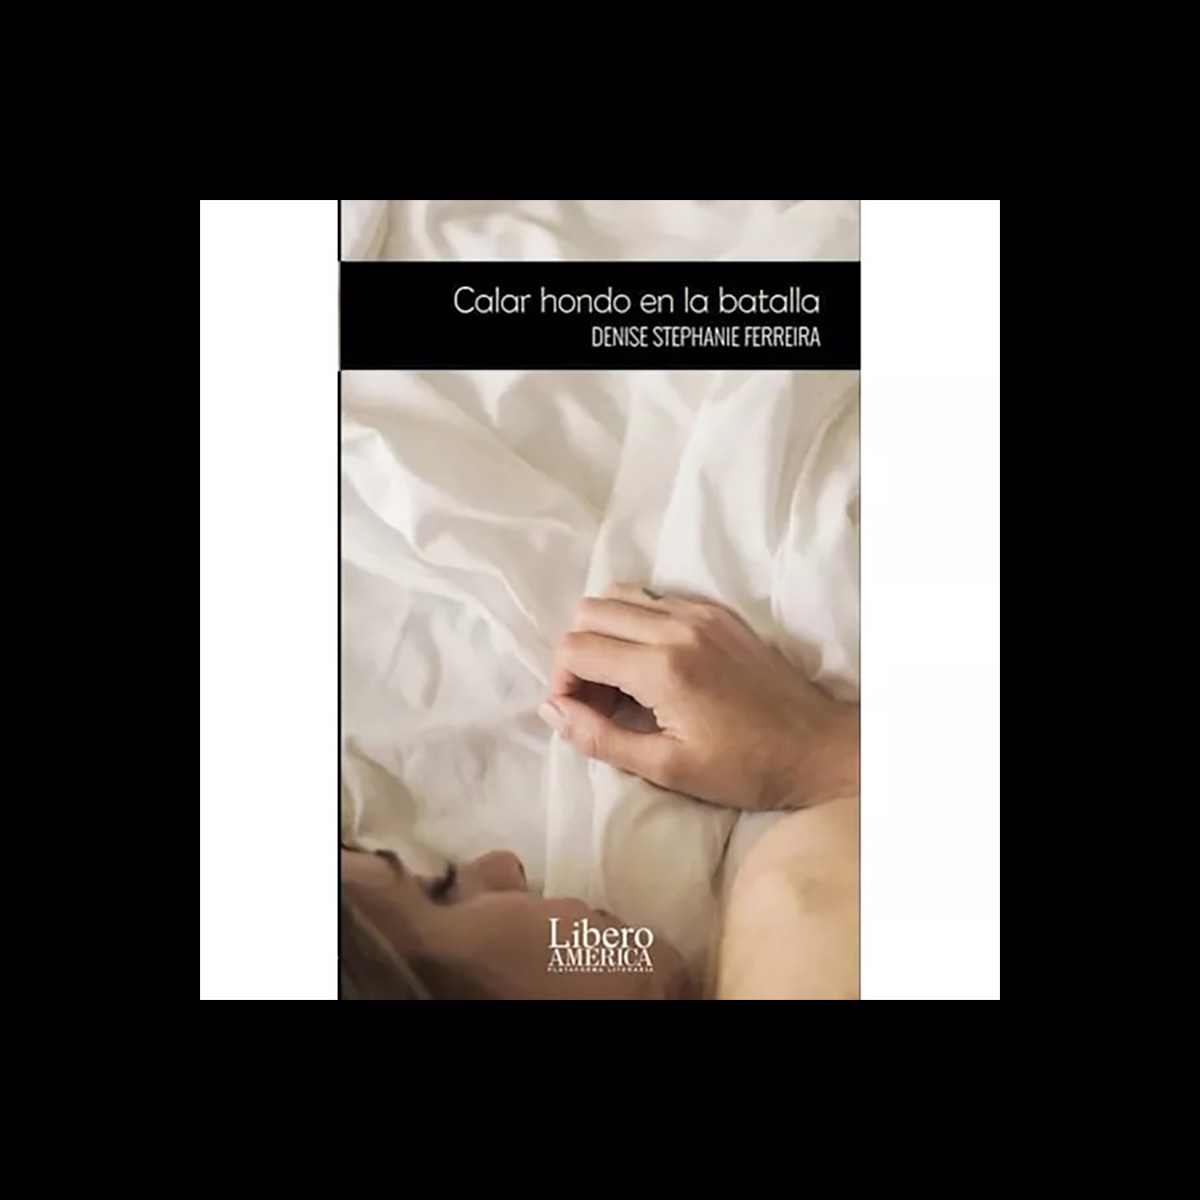 Calar hondo en la batalla
DENISE STEPHANIE FERREIRA
Libero
AMÉRICA
PLATAFORMA LITERARIA